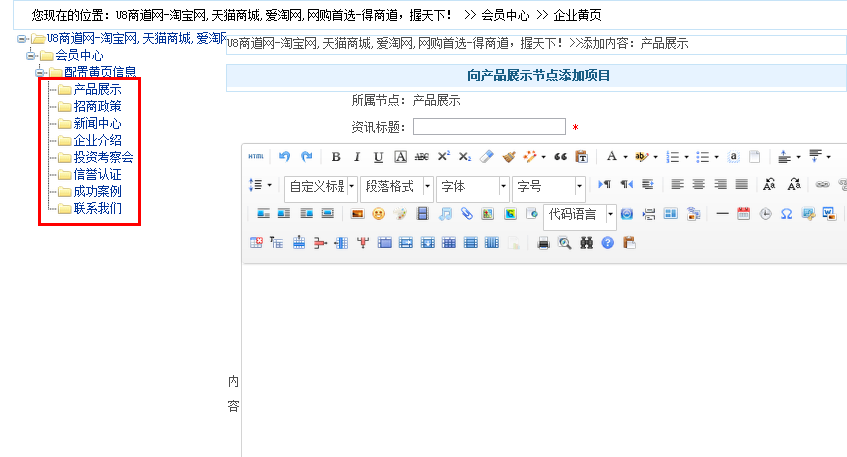 您现在的位置：U8商道网-淘宝网,天猫商城,爱淘网,网购首选-得商道，握天下！ >> 会员中心 >> 企业黄页
U8商道网-淘宝网,天猫商城,爱淘网
会员中心
配置黄页信息
产品展示
招商政策
新闻中心
企业介绍
投资考察会
信誉认证
成功案例
联系我们
U8商道网-淘宝网,天猫商城,爱淘网,网购首选-得商道，握天下！>>添加内容：产品展示
向产品展示节点添加项目
所属节点：产品展示
资讯标题： *
HTML B I U A ABC X² X₂ A ab a
自定义标题 段落格式 字体 字号
代码语言
内
容